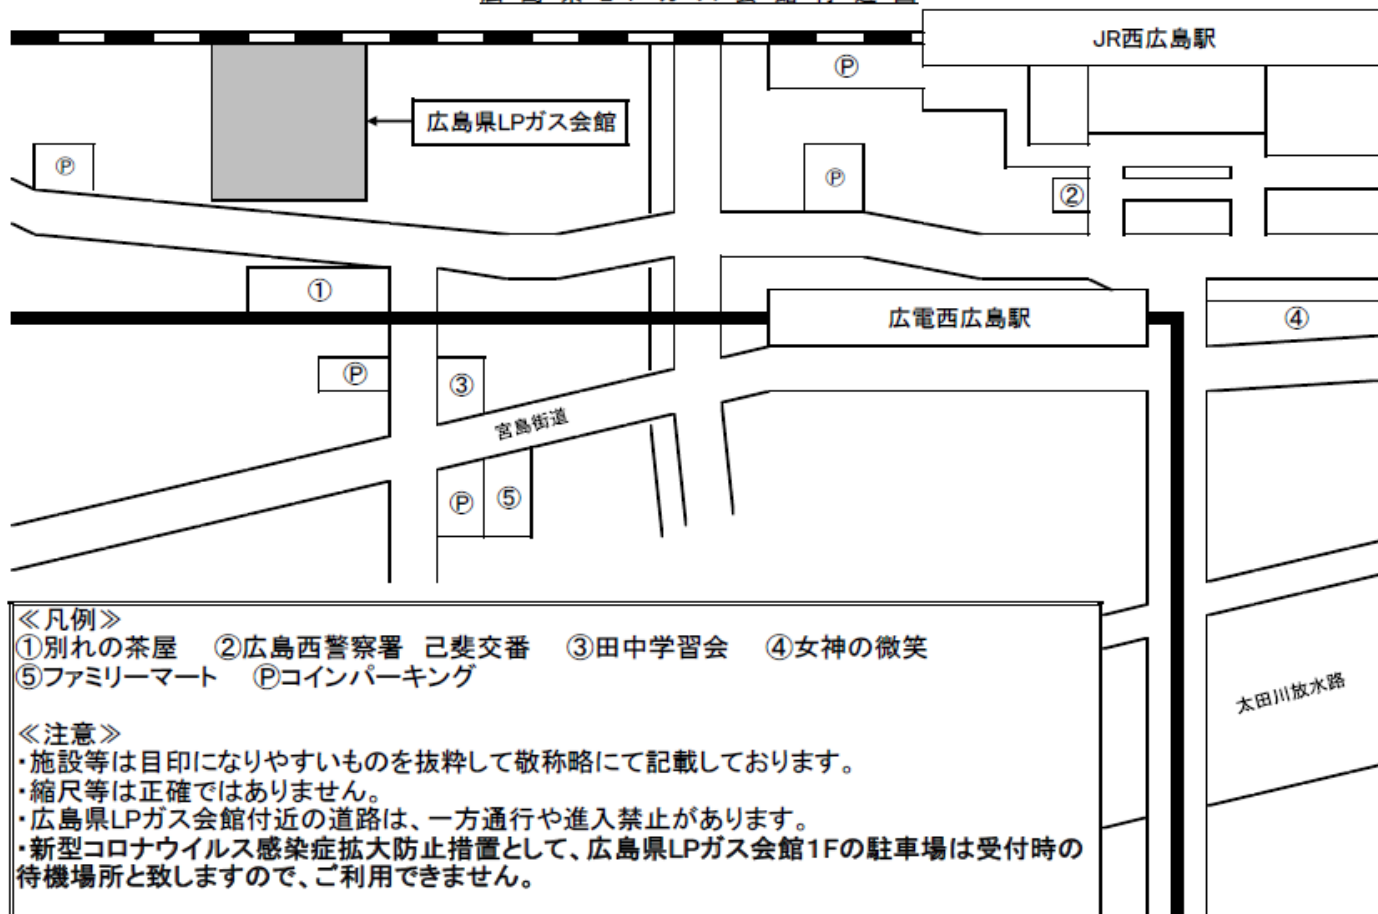 JR西広島駅
Ⓟ
広島県LPガス会館
Ⓟ
Ⓟ
②
①
広電西広島駅
④
Ⓟ
③
宮島街道
Ⓟ
⑤
太田川放水路
≪凡例≫
①別れの茶屋 ②広島西警察署 己斐交番 ③田中学習会 ④女神の微笑
⑤ファミリーマート Ⓟコインパーキング
≪注意≫
・施設等は目印になりやすいものを抜粋して敬称略にて記載しております。
・縮尺等は正確ではありません。
・広島県LPガス会館付近の道路は、一方通行や進入禁止があります。
・新型コロナウイルス感染症拡大防止措置として、広島県LPガス会館1Fの駐車場は受付時の
待機場所と致しますので、ご利用できません。